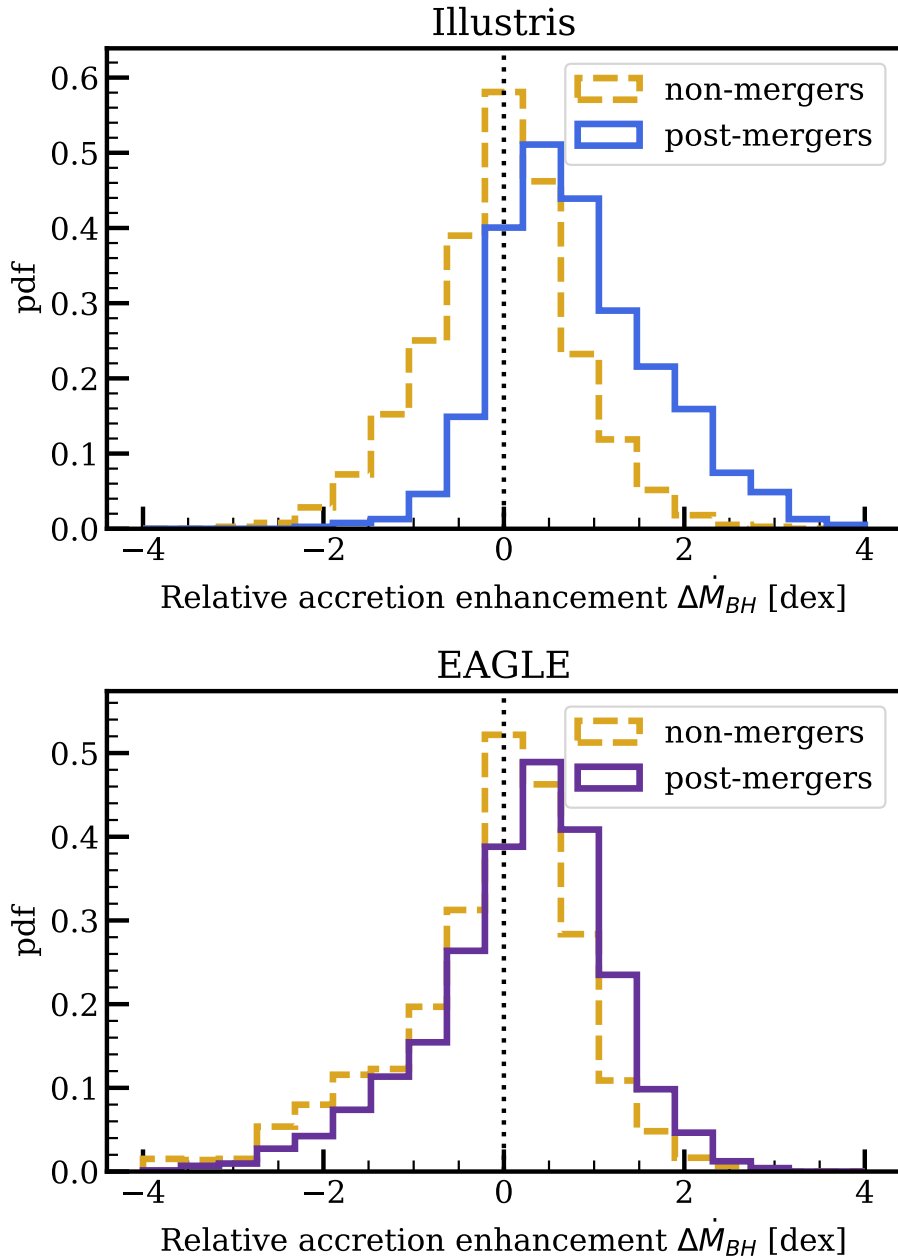 Illustris
non-mergers
post-mergers
pdf
0.6
0.5
0.4
0.3
0.2
0.1
0.0
−4 −2 0 2 4
Relative accretion enhancement ΔṀ_BH [dex]
EAGLE
non-mergers
post-mergers
pdf
0.5
0.4
0.3
0.2
0.1
0.0
−4 −2 0 2 4
Relative accretion enhancement ΔṀ_BH [dex]